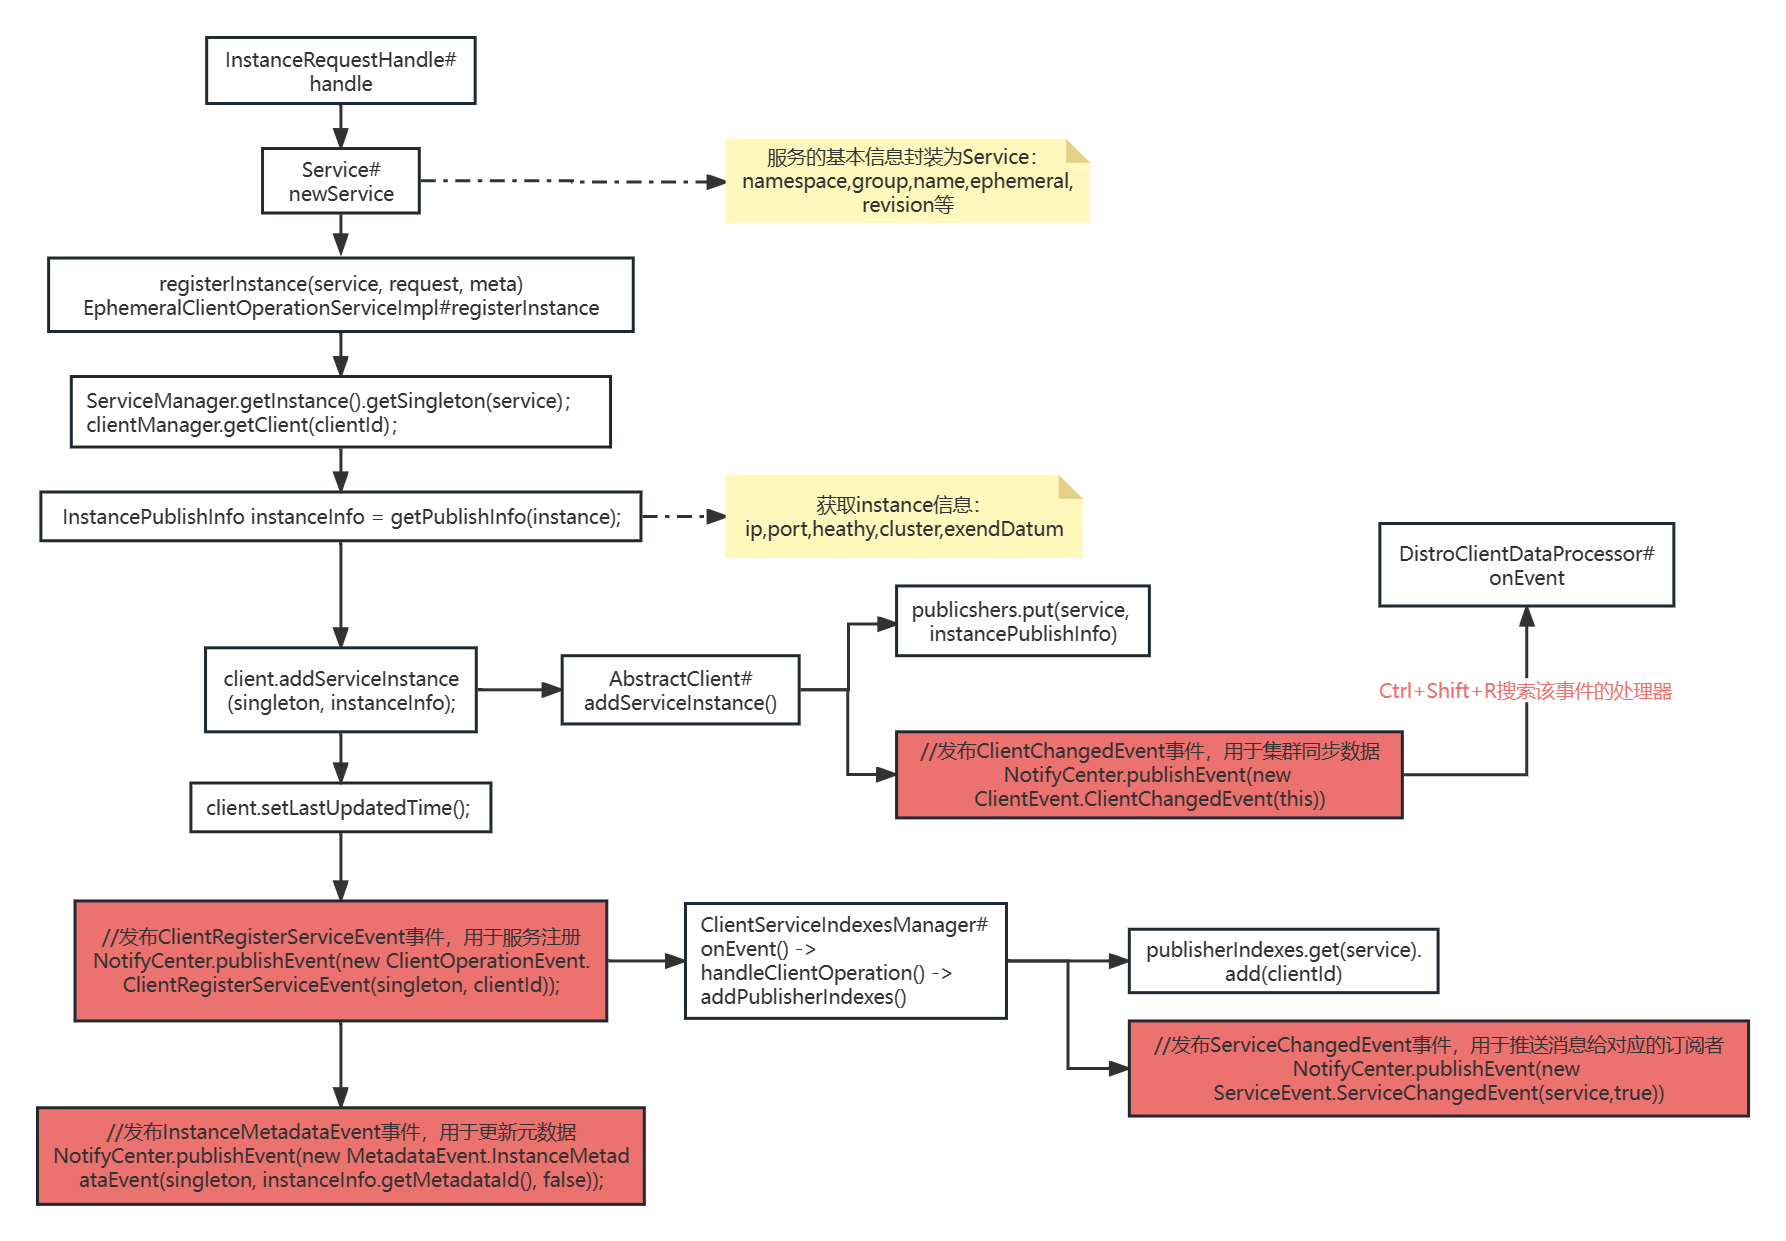 InstanceRequestHandle#
handle
Service#
newService
服务的基本信息封装为Service：
namespace,group,name,ephemeral,
revision等
registerInstance(service, request, meta)
EphemeralClientOperationServiceImpl#registerInstance
ServiceManager.getInstance().getSingleton(service);
clientManager.getClient(clientId);
InstancePublishInfo instanceInfo = getPublishInfo(instance);
获取instance信息：
ip,port,heathy,cluster,exendDatum
DistroClientDataProcessor#
onEvent
publicshers.put(service,
instancePublishInfo)
client.addServiceInstance
(singleton, instanceInfo);
AbstractClient#
addServiceInstance()
Ctrl+Shift+R搜索该事件的处理器
//发布ClientChangedEvent事件，用于集群同步数据
NotifyCenter.publishEvent(new
ClientEvent.ClientChangedEvent(this))
client.setLastUpdatedTime();
//发布ClientRegisterServiceEvent事件，用于服务注册
NotifyCenter.publishEvent(new ClientOperationEvent.
ClientRegisterServiceEvent(singleton, clientId));
ClientServiceIndexesManager#
onEvent() ->
handleClientOperation() ->
addPublisherIndexes()
publisherIndexes.get(service).
add(clientId)
//发布ServiceChangedEvent事件，用于推送消息给对应的订阅者
NotifyCenter.publishEvent(new
ServiceEvent.ServiceChangedEvent(service,true))
//发布InstanceMetadataEvent事件，用于更新元数据
NotifyCenter.publishEvent(new MetadataEvent.InstanceMetad
ataEvent(singleton, instanceInfo.getMetadataId(), false));